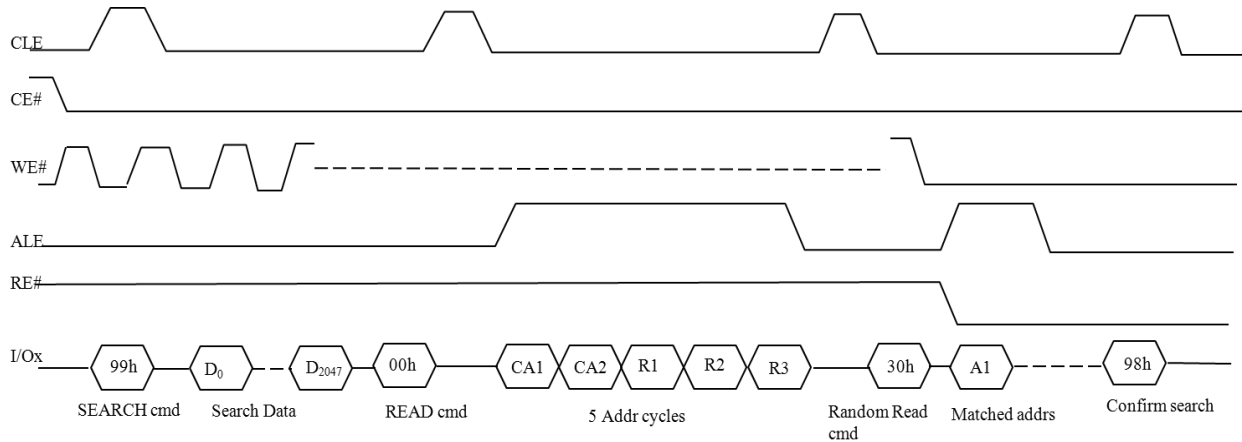 CLE
CE#
WE#
ALE
RE#
I/Ox
99h D0 D2047 00h CA1 CA2 R1 R2 R3 30h A1 98h
SEARCH cmd Search Data READ cmd 5 Addr cycles Random Read cmd Matched addrs Confirm search